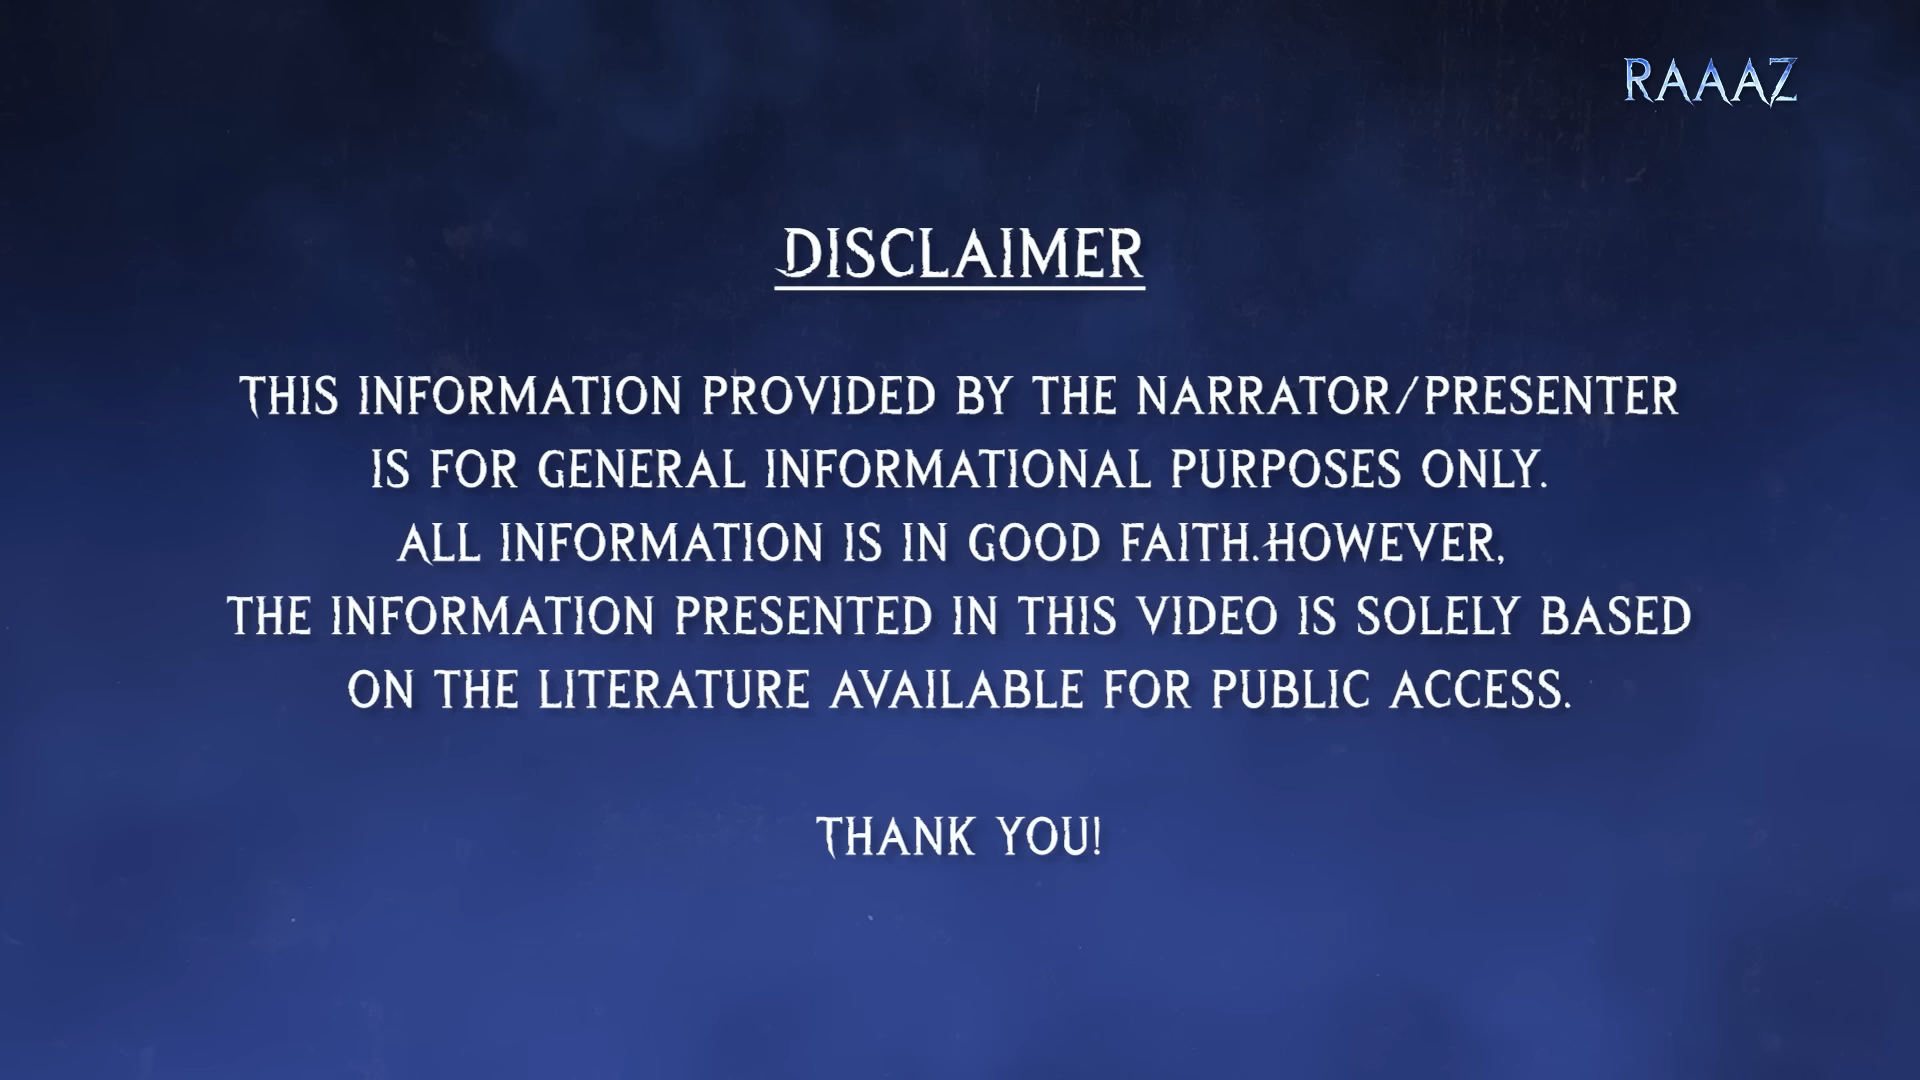 RAAAZ
DISCLAIMER
THIS INFORMATION PROVIDED BY THE NARRATOR/PRESENTER
IS FOR GENERAL INFORMATIONAL PURPOSES ONLY.
ALL INFORMATION IS IN GOOD FAITH.HOWEVER,
THE INFORMATION PRESENTED IN THIS VIDEO IS SOLELY BASED
ON THE LITERATURE AVAILABLE FOR PUBLIC ACCESS.
THANK YOU!